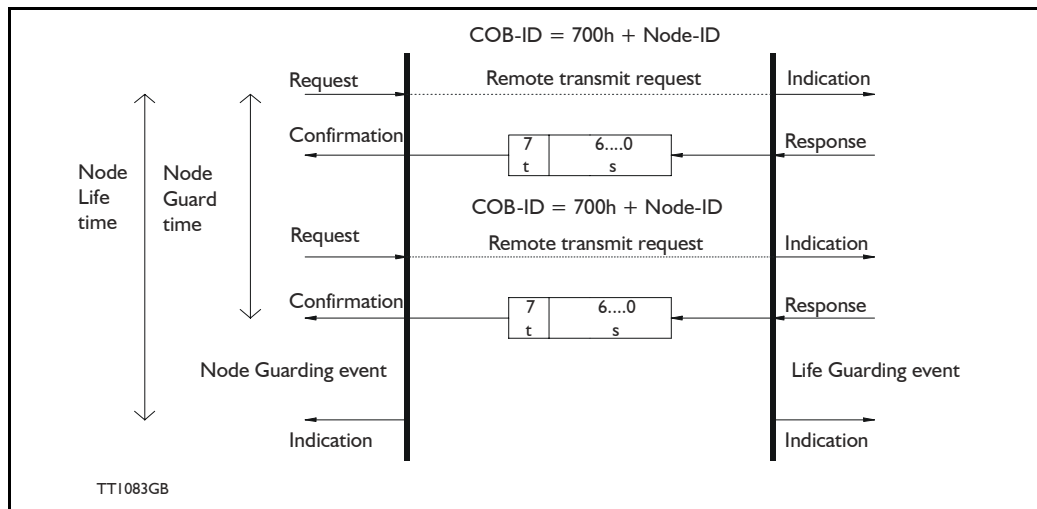 COB-ID = 700h + Node-ID
Request
Remote transmit request
Indication
Confirmation
7
6....0
Response
t
s
Node
Life
time
Node
Guard
time
COB-ID = 700h + Node-ID
Request
Remote transmit request
Indication
Confirmation
7
6....0
Response
t
s
Node Guarding event
Life Guarding event
Indication
Indication
TT1083GB